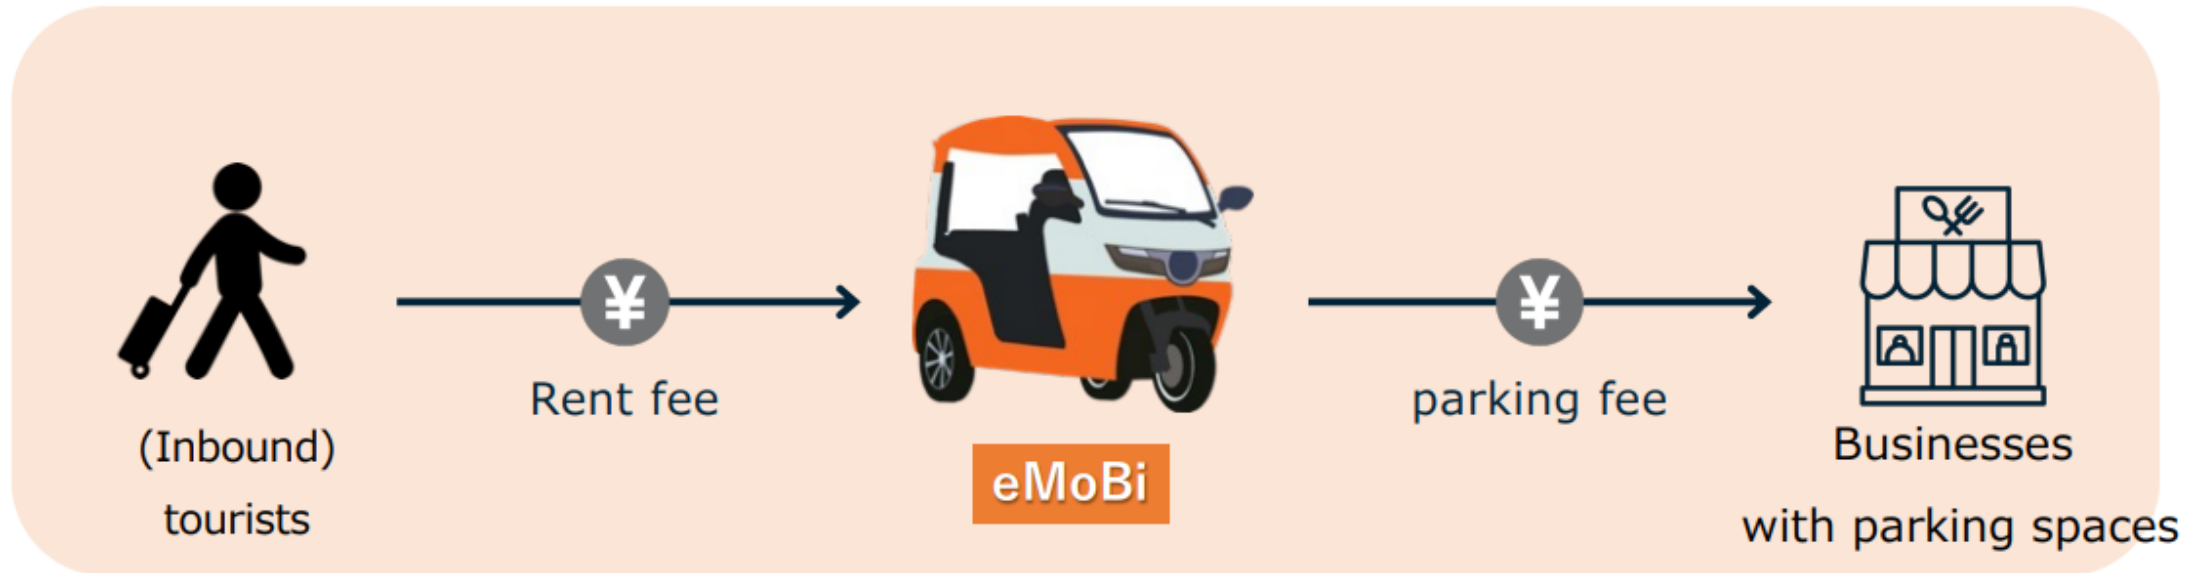 ¥
¥
Rent fee
parking fee
(Inbound)
tourists
eMoBi
Businesses
with parking spaces